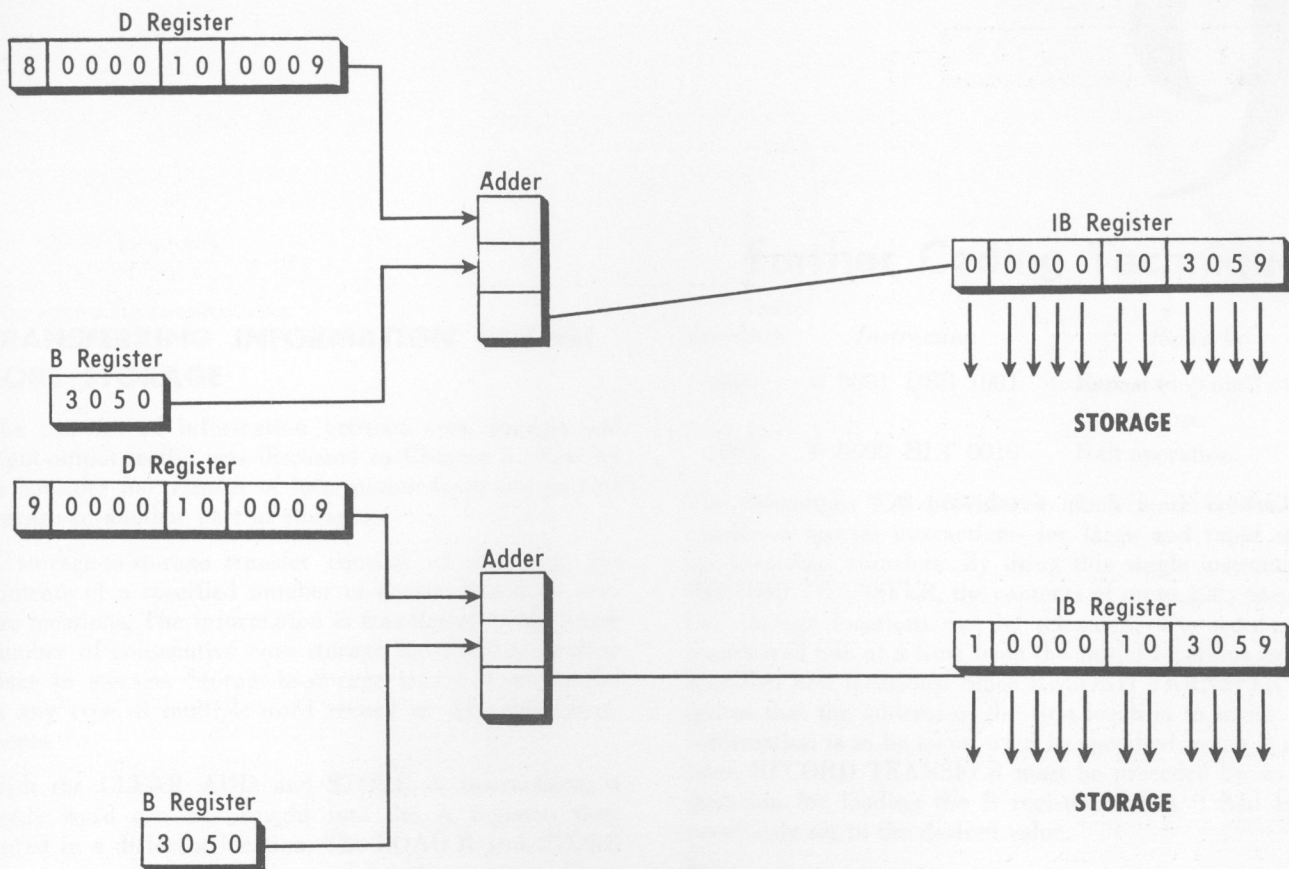 D Register
8 0000 10 0009
Adder
IB Register
0 0000 10 3059
B Register
3050
STORAGE
D Register
9 0000 10 0009
Adder
IB Register
1 0000 10 3059
B Register
3050
STORAGE